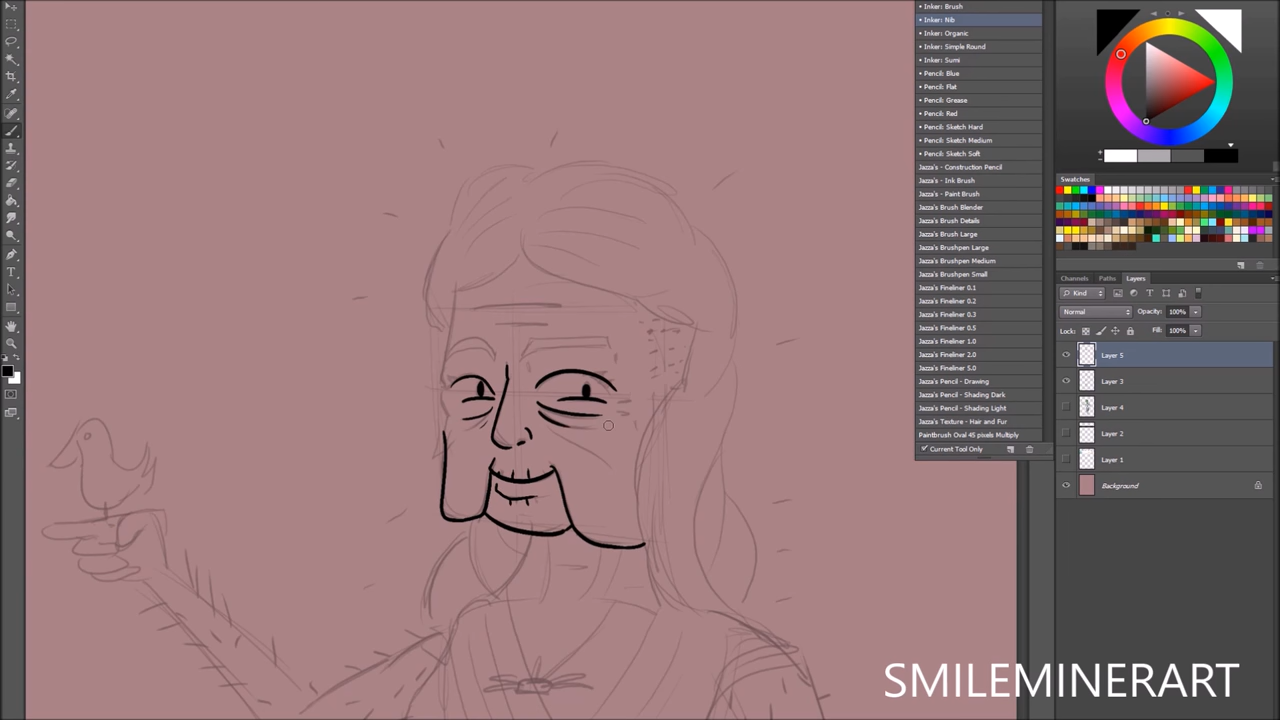 Inker: Brush
Inker: Nib
Inker: Organic
Inker: Simple Round
Inker: Sumi
Pencil: Blue
Pencil: Flat
Pencil: Grease
Pencil: Red
Pencil: Sketch Hard
Pencil: Sketch Medium
Pencil: Sketch Soft
Jazza's - Construction Pencil
Jazza's - Ink Brush
Jazza's - Paint Brush
Jazza's Brush Blender
Jazza's Brush Details
Jazza's Brush Large
Jazza's Brushpen Large
Jazza's Brushpen Medium
Jazza's Brushpen Small
Jazza's Fineliner 0.1
Jazza's Fineliner 0.2
Jazza's Fineliner 0.3
Jazza's Fineliner 0.5
Jazza's Fineliner 1.0
Jazza's Fineliner 2.0
Jazza's Fineliner 5.0
Jazza's Pencil - Drawing
Jazza's Pencil - Shading Dark
Jazza's Pencil - Shading Light
Jazza's Texture - Hair and Fur
Paintbrush Oval 45 pixels Multiply
Current Tool Only
Swatches
Channels Paths Layers
Kind
Normal Opacity: 100%
Lock: Fill: 100%
Layer 5
Layer 3
Layer 4
Layer 2
Layer 1
Background
SMILEMINERART